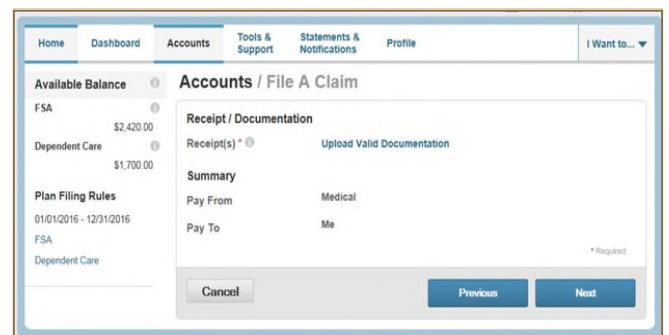 Home
Dashboard
Accounts
Tools &
Support
Statements &
Notifications
Profile
I Want to...
Available Balance
FSA
$2,420.00
Dependent Care
$1,700.00
Plan Filing Rules
01/01/2016 - 12/31/2016
FSA
Dependent Care
Accounts / File A Claim
Receipt / Documentation
Receipt(s) * Upload Valid Documentation
Summary
Pay From Medical
Pay To Me
* Required
Cancel
Previous
Next